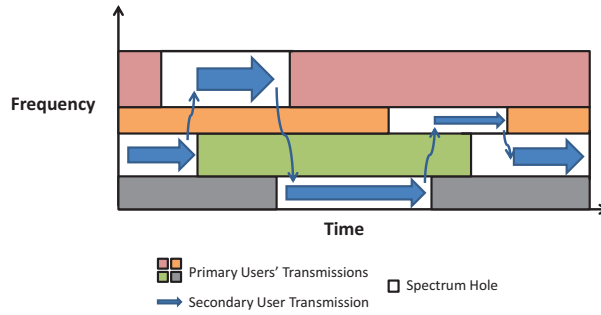 Frequency
Time
Primary Users' Transmissions
Secondary User Transmission
Spectrum Hole